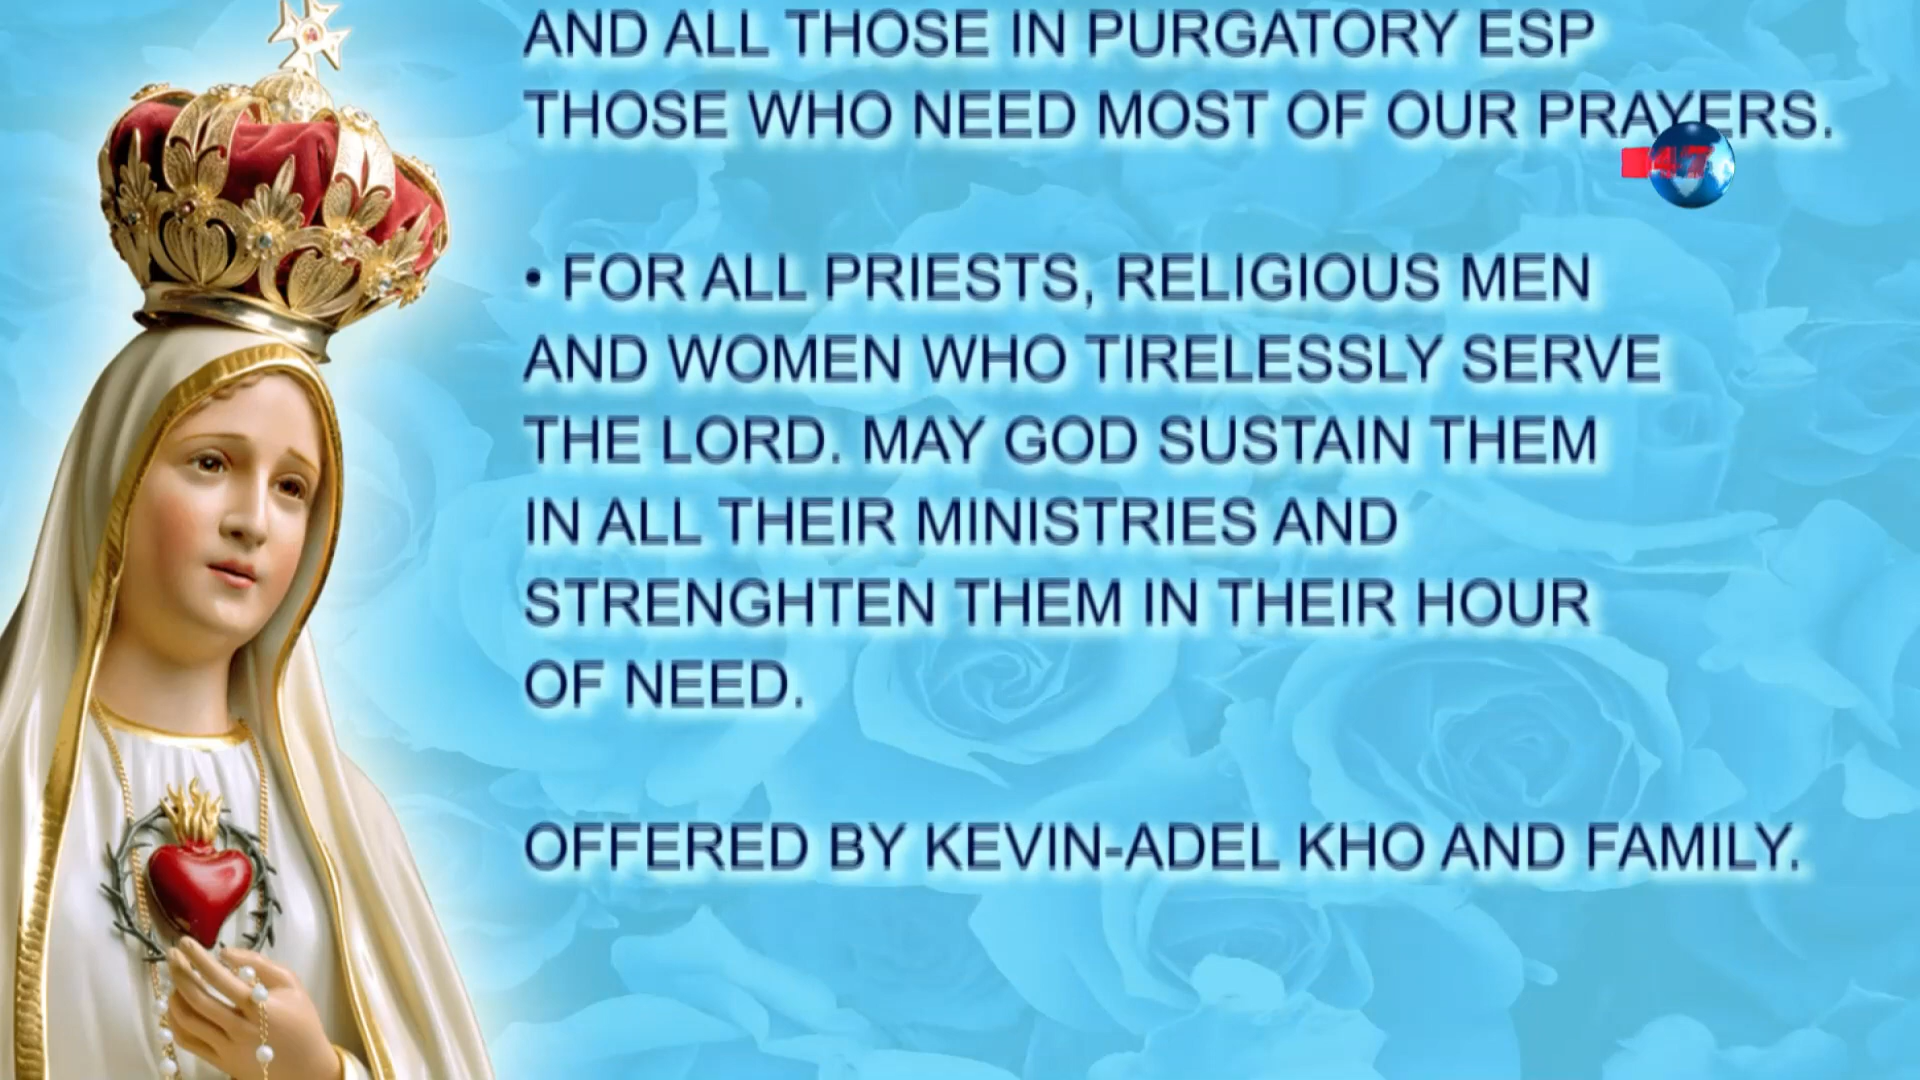 AND ALL THOSE IN PURGATORY ESP
THOSE WHO NEED MOST OF OUR PRAYERS.
47
• FOR ALL PRIESTS, RELIGIOUS MEN
AND WOMEN WHO TIRELESSLY SERVE
THE LORD. MAY GOD SUSTAIN THEM
IN ALL THEIR MINISTRIES AND
STRENGHTEN THEM IN THEIR HOUR
OF NEED.
OFFERED BY KEVIN-ADEL KHO AND FAMILY.